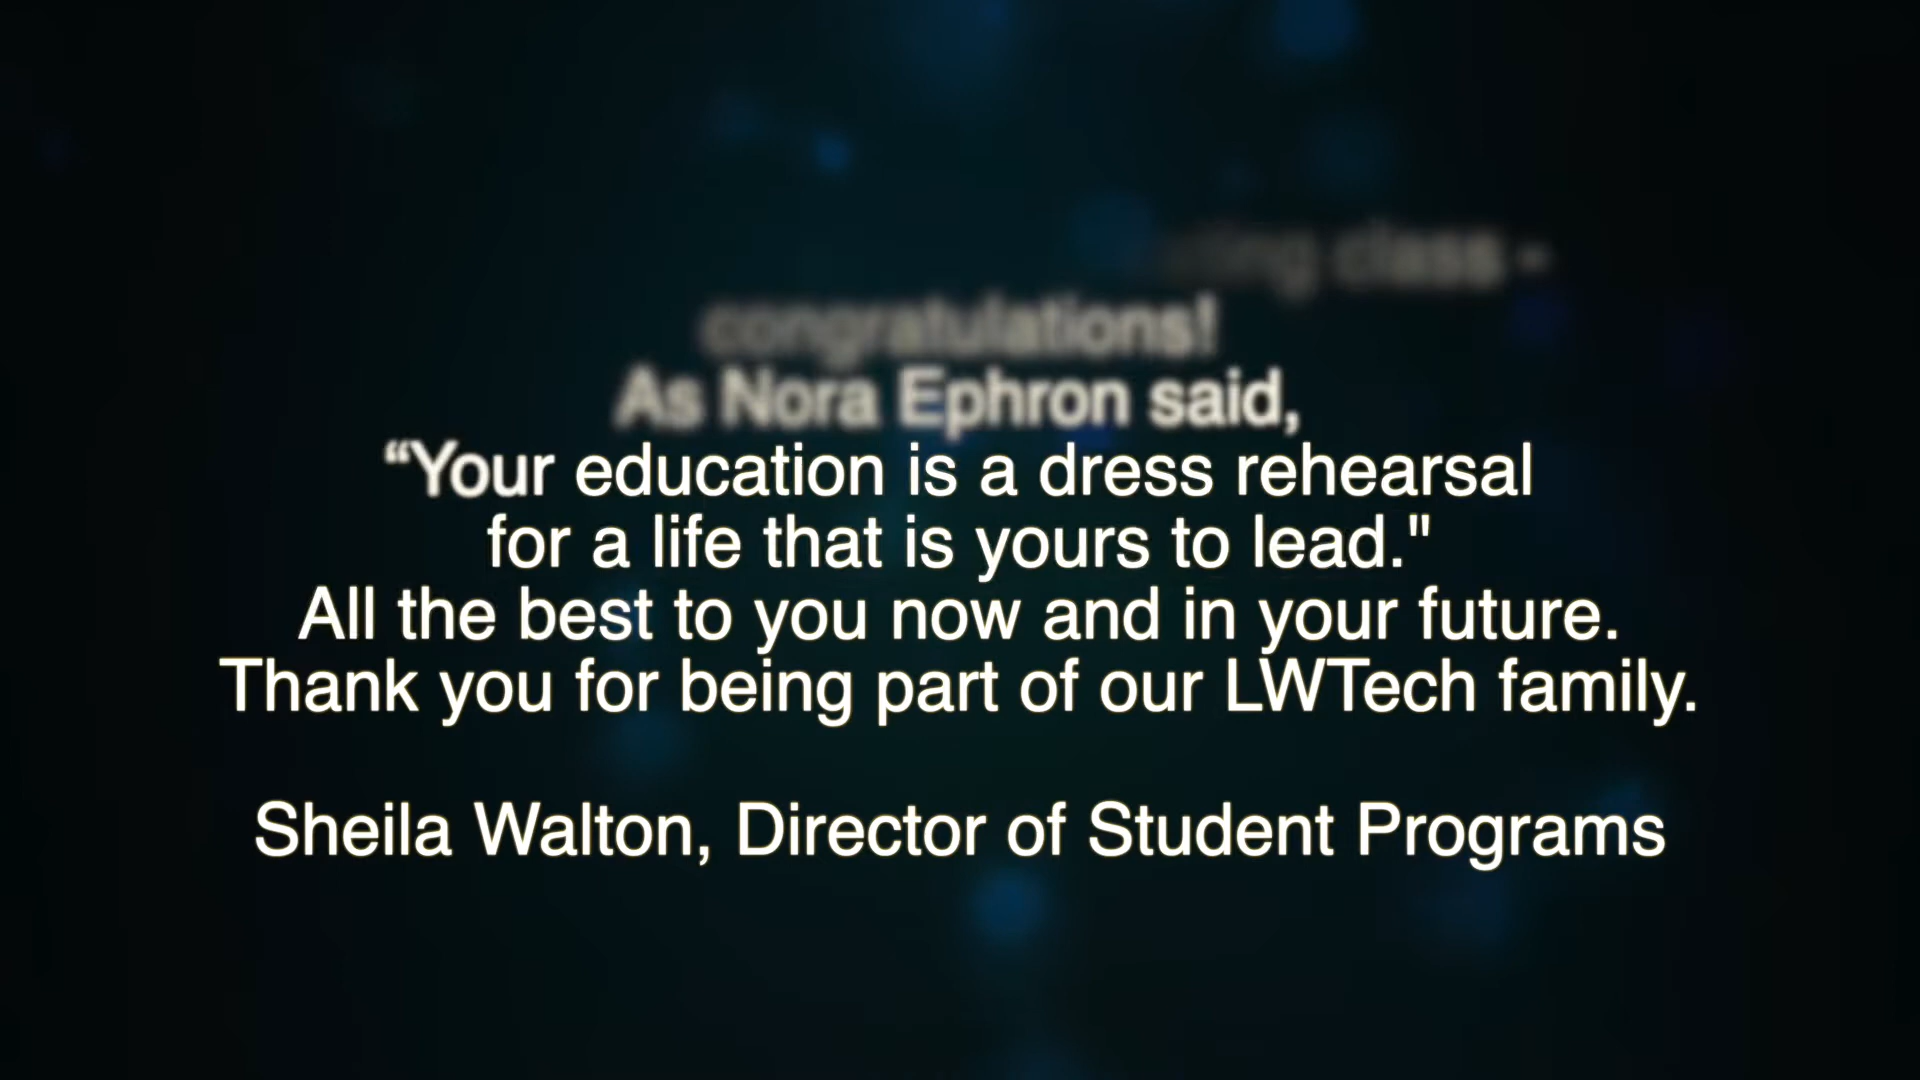 class -
congratulations!
As Nora Ephron said,
“Your education is a dress rehearsal
for a life that is yours to lead."
All the best to you now and in your future.
Thank you for being part of our LWTech family.
Sheila Walton, Director of Student Programs